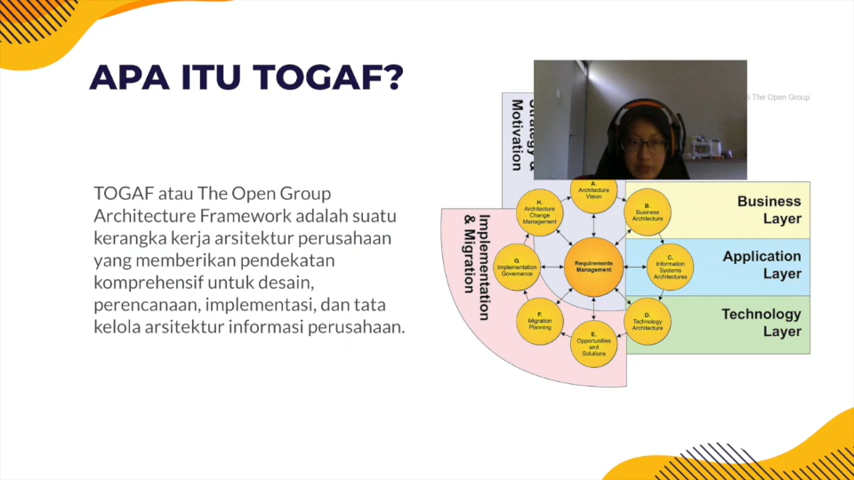 APA ITU TOGAF?
TOGAF atau The Open Group
Architecture Framework adalah suatu
kerangka kerja arsitektur perusahaan
yang memberikan pendekatan
komprehensif untuk desain,
perencanaan, implementasi, dan tata
kelola arsitektur informasi perusahaan.
The Open Group
Motivation
Implementation
& Migration
A.
Architecture
Vision
B.
Business
Architecture
C.
Information
Systems
Architectures
D.
Technology
Architecture
E.
Opportunities
and
Solutions
F.
Migration
Planning
G.
Implementation
Governance
H.
Architecture
Change
Management
Requirements
Management
Business
Layer
Application
Layer
Technology
Layer